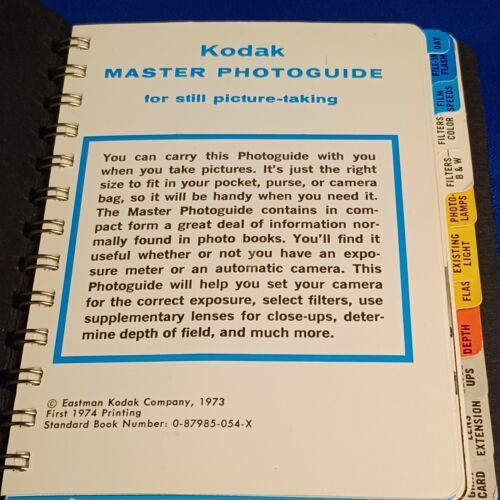 Kodak
MASTER PHOTOGUIDE
for still picture-taking
You can carry this Photoguide with you
when you take pictures. It's just the right
size to fit in your pocket, purse, or camera
bag, so it will be handy when you need it.
The Master Photoguide contains in com-
pact form a great deal of information nor-
mally found in photo books. You'll find it
useful whether or not you have an expo-
sure meter or an automatic camera. This
Photoguide will help you set your camera
for the correct exposure, select filters, use
supplementary lenses for close-ups, deter-
mine depth of field, and much more.
© Eastman Kodak Company, 1973
First 1974 Printing
Standard Book Number: 0-87985-054-X
DAY
FILL-IN
FLASH
FILM
SPEEDS
FILTERS
COLOR
FILTERS
B & W
PHOTO-
LAMPS
EXISTING
LIGHT
FLAS
DEPTH
UPS
LENS
EXTENSION
CARD